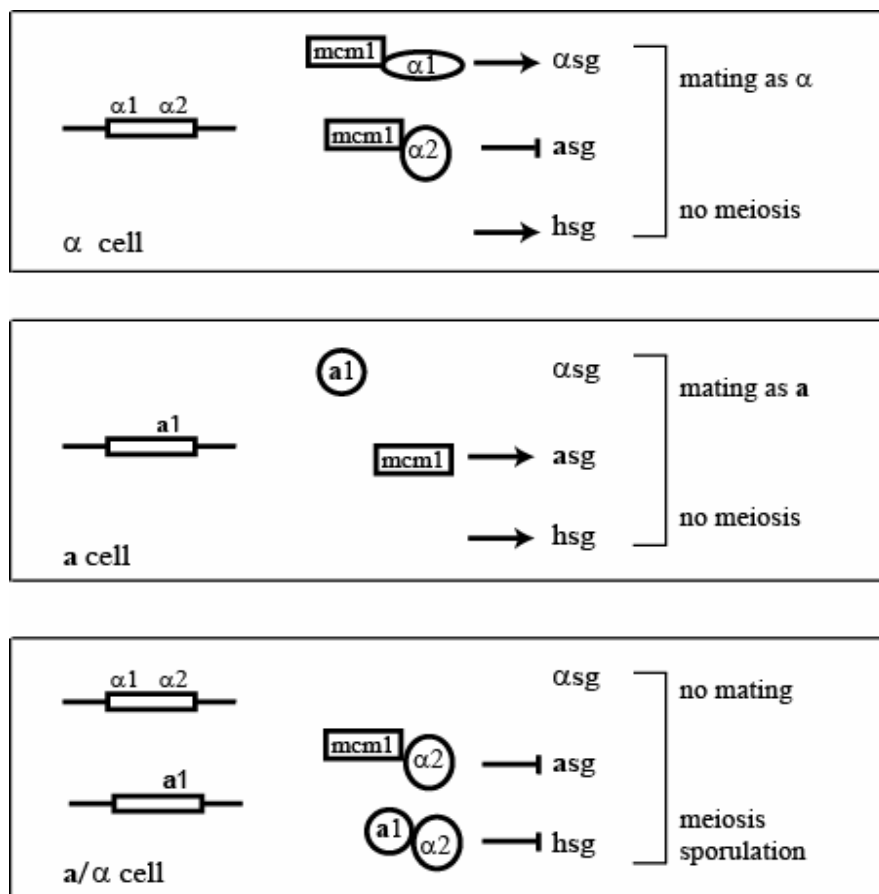 mcm1 α1 αsg
mating as α
α1 α2
mcm1 α2 asg
no meiosis
hsg
α cell
a1 αsg
mating as a
a1
mcm1 asg
no meiosis
hsg
a cell
αsg
α1 α2 no mating
mcm1 α2 asg
a1
a1 α2 hsg meiosis
sporulation
a/α cell